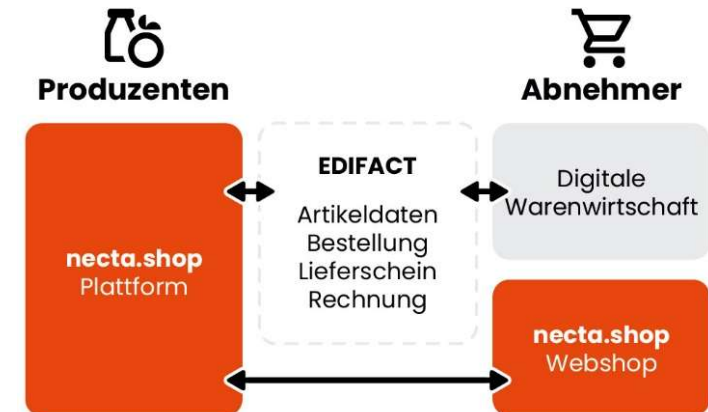 Produzenten
Abnehmer
necta.shop
Plattform
EDIFACT
Artikeldaten
Bestellung
Lieferschein
Rechnung
Digitale
Warenwirtschaft
necta.shop
Webshop